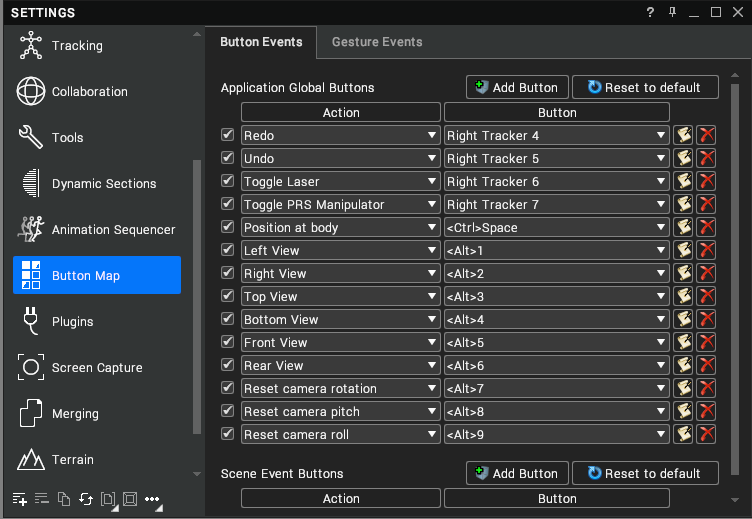 SETTINGS
?
Tracking
Collaboration
Tools
Dynamic Sections
Animation Sequencer
Button Map
Plugins
Screen Capture
Merging
Terrain
Button Events Gesture Events
Application Global Buttons Add Button Reset to default
Action Button
Redo Right Tracker 4
Undo Right Tracker 5
Toggle Laser Right Tracker 6
Toggle PRS Manipulator Right Tracker 7
Position at body <Ctrl>Space
Left View <Alt>1
Right View <Alt>2
Top View <Alt>3
Bottom View <Alt>4
Front View <Alt>5
Rear View <Alt>6
Reset camera rotation <Alt>7
Reset camera pitch <Alt>8
Reset camera roll <Alt>9
Scene Event Buttons Add Button Reset to default
Action Button